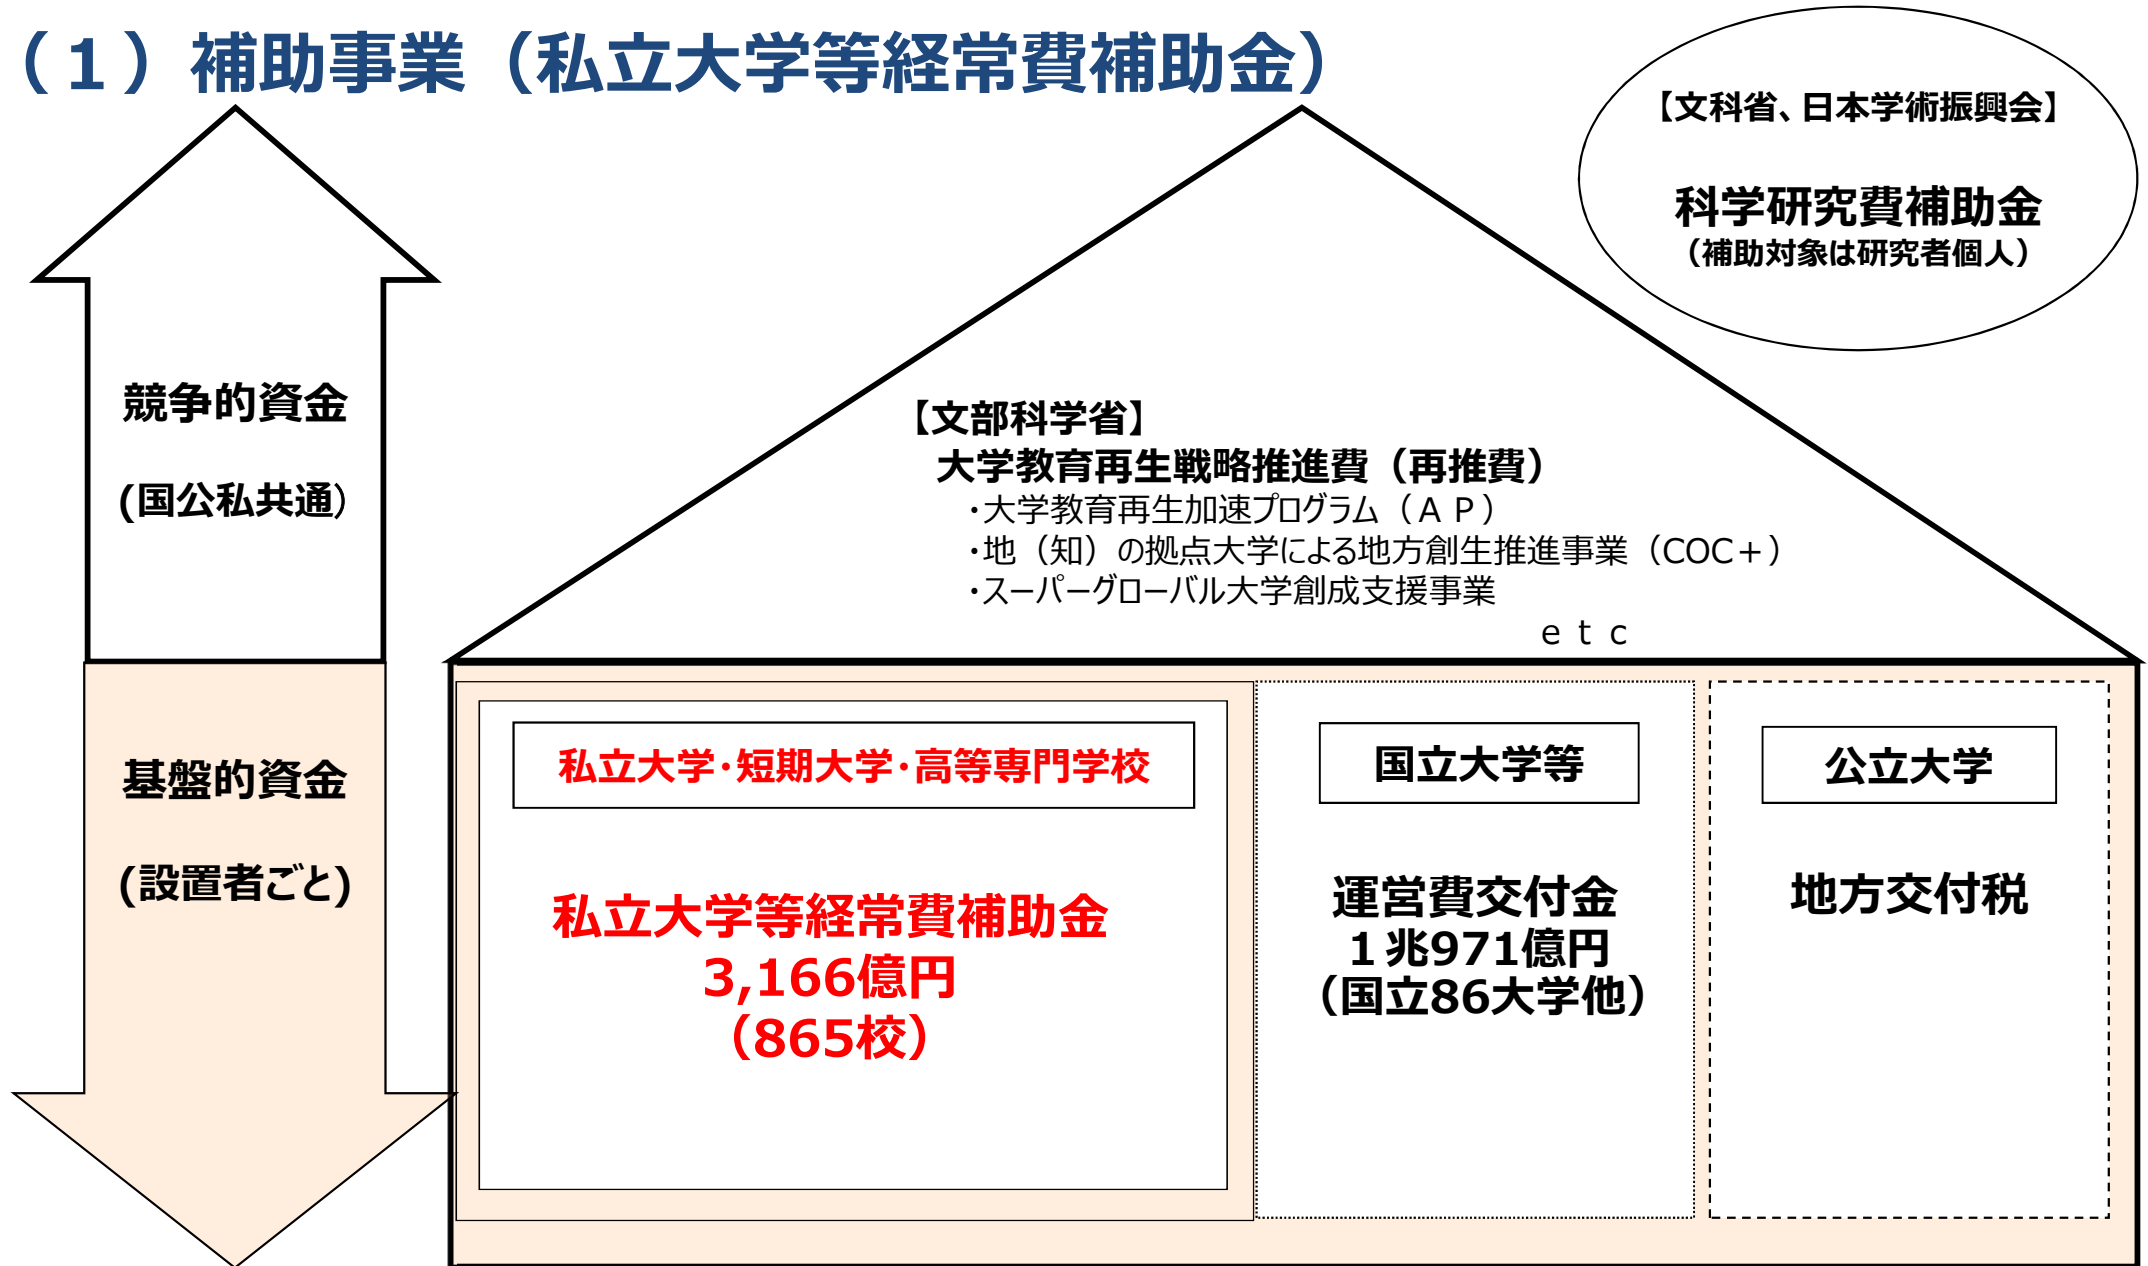 （１）補助事業（私立大学等経常費補助金）
【文科省、日本学術振興会】
科学研究費補助金
（補助対象は研究者個人）
競争的資金
(国公私共通）
【文部科学省】
大学教育再生戦略推進費（再推費）
・大学教育再生加速プログラム（ＡＰ）
・地（知）の拠点大学による地方創生推進事業（COC＋）
・スーパーグローバル大学創成支援事業
ｅｔｃ
基盤的資金
(設置者ごと)
私立大学・短期大学・高等専門学校
私立大学等経常費補助金
3,166億円
（865校）
国立大学等
運営費交付金
１兆971億円
（国立86大学他）
公立大学
地方交付税